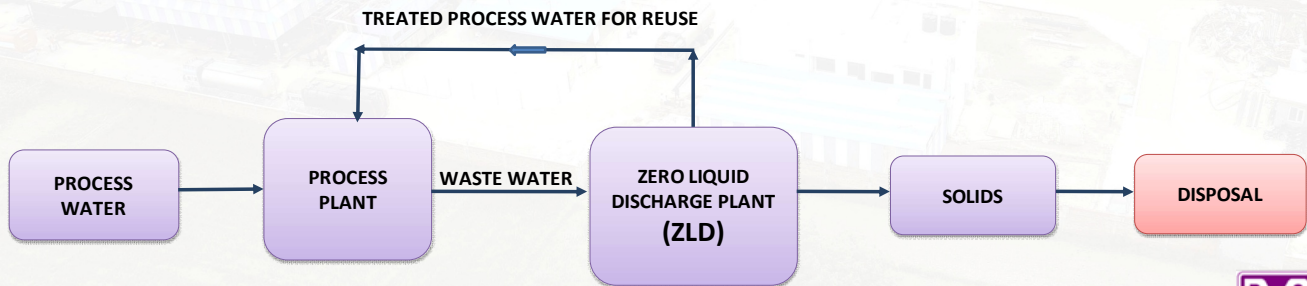 TREATED PROCESS WATER FOR REUSE
PROCESS
WATER
PROCESS
PLANT
WASTE WATER
ZERO LIQUID
DISCHARGE PLANT
(ZLD)
SOLIDS
DISPOSAL